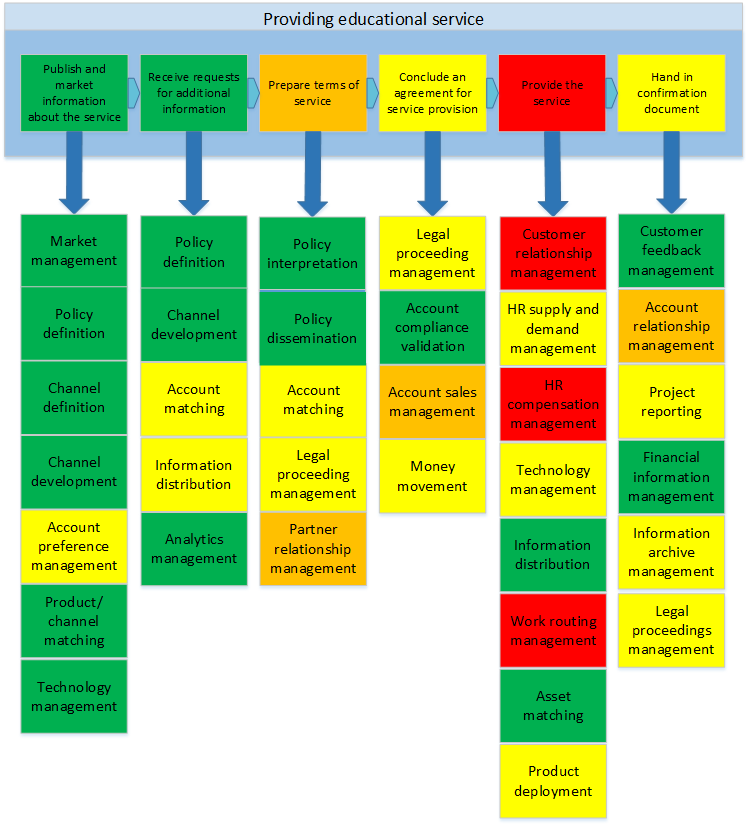 Providing educational service
Publish and
market
information
about the service
Receive requests
for additional
information
Prepare terms of
service
Conclude an
agreement for
service provision
Provide the
service
Hand in
confirmation
document
Market
management
Policy
definition
Channel
definition
Channel
development
Account
preference
management
Product/
channel
matching
Technology
management
Policy
definition
Channel
development
Account
matching
Information
distribution
Analytics
management
Policy
interpretation
Policy
dissemination
Account
matching
Legal
proceeding
management
Partner
relationship
management
Legal
proceeding
management
Account
compliance
validation
Account sales
management
Money
movement
Customer
relationship
management
HR supply and
demand
management
HR
compensation
management
Technology
management
Information
distribution
Work routing
management
Asset
matching
Product
deployment
Customer
feedback
management
Account
relationship
management
Project
reporting
Financial
information
management
Information
archive
management
Legal
proceedings
management